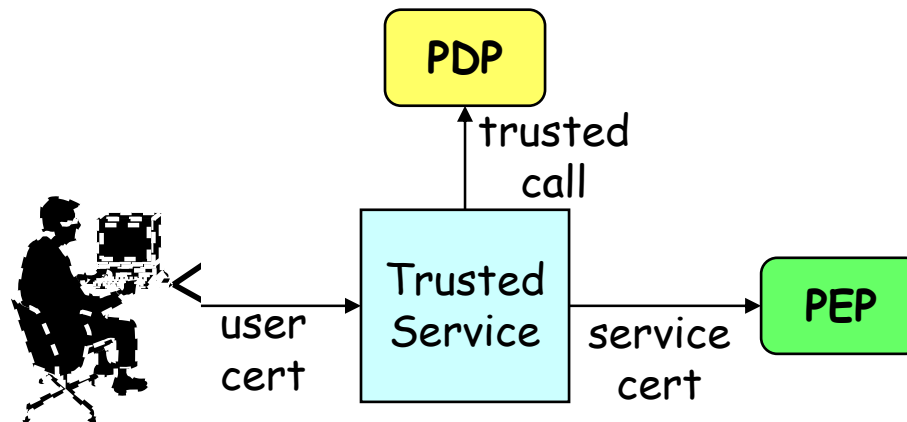 PDP
trusted
call
Trusted
Service
user
cert
service
cert
PEP